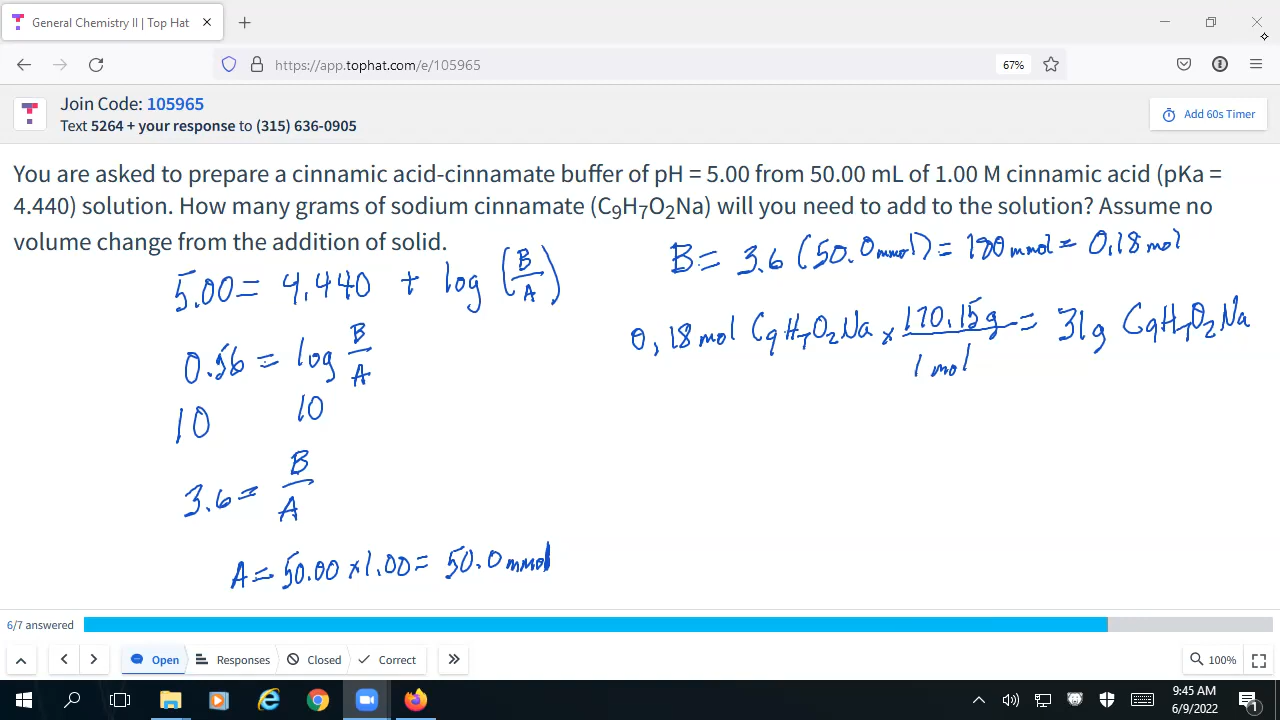 General Chemistry II | Top Hat
https://app.tophat.com/e/105965
67%
Join Code: 105965
Text 5264 + your response to (315) 636-0905
Add 60s Timer
You are asked to prepare a cinnamic acid-cinnamate buffer of pH = 5.00 from 50.00 mL of 1.00 M cinnamic acid (pKa =
4.440) solution. How many grams of sodium cinnamate (C₉H₇O₂Na) will you need to add to the solution? Assume no
volume change from the addition of solid.
5.00 = 4.440 + log (B/A)
0.56 = log B/A
10 10
3.6 = B/A
A = 50.00 × 1.00 = 50.0 mmol
B = 3.6 (50.0 mmol) = 180 mmol = 0.18 mol
0.18 mol C₉H₇O₂Na × 170.15 g / 1 mol = 31 g C₉H₇O₂Na
6/7 answered
Open
Responses
Closed
Correct
100%
9:45 AM
6/9/2022
1